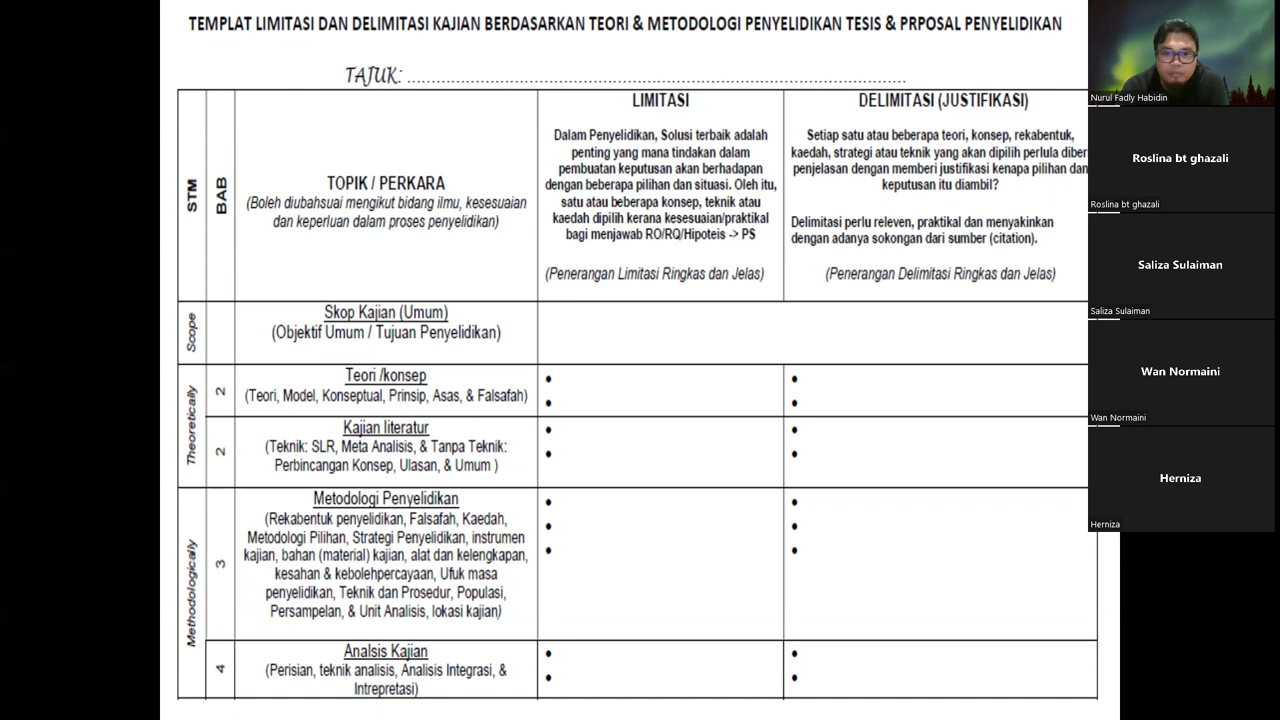 TEMPLAT LIMITASI DAN DELIMITASI KAJIAN BERDASARKAN TEORI & METODOLOGI PENYELIDIKAN TESIS & PRPOSAL PENYELIDIKAN
TAJUK: ........................................................................................................
STM
BAB
TOPIK / PERKARA
(Boleh diubahsuai mengikut bidang ilmu, kesesuaian
dan keperluan dalam proses penyelidikan)
LIMITASI
Dalam Penyelidikan, Solusi terbaik adalah
penting yang mana tindakan dalam
pembuatan keputusan akan berhadapan
dengan beberapa pilihan dan situasi. Oleh itu,
satu atau beberapa konsep, teknik atau
kaedah dipilih kerana kesesuaian/praktikal
bagi menjawab RO/RQ/Hipoteis -> PS
(Penerangan Limitasi Ringkas dan Jelas)
DELIMITASI (JUSTIFIKASI)
Setiap satu atau beberapa teori, konsep, rekabentuk,
kaedah, strategi atau teknik yang akan dipilih perlula diber
penjelasan dengan memberi justifikasi kenapa pilihan dan
keputusan itu diambil?
Delimitasi perlu releven, praktikal dan menyakinkan
dengan adanya sokongan dari sumber (citation).
(Penerangan Delimitasi Ringkas dan Jelas)
Scope
Skop Kajian (Umum)
(Objektif Umum / Tujuan Penyelidikan)
Theoretically
2
Teori /konsep
(Teori, Model, Konseptual, Prinsip, Asas, & Falsafah)
2
Kajian literatur
(Teknik: SLR, Meta Analisis, & Tanpa Teknik:
Perbincangan Konsep, Ulasan, & Umum )
Methodologically
3
Metodologi Penyelidikan
(Rekabentuk penyelidikan, Falsafah, Kaedah,
Metodologi Pilihan, Strategi Penyelidikan, instrumen
kajian, bahan (material) kajian, alat dan kelengkapan,
kesahan & kebolehpercayaan, Ufuk masa
penyelidikan, Teknik dan Prosedur, Populasi,
Persampelan, & Unit Analisis, lokasi kajian)
4
Analsis Kajian
(Perisian, teknik analisis, Analisis Integrasi, &
Intrepretasi)
Nurul Fadly Habidin
Roslina bt ghazali
Roslina bt ghazali
Saliza Sulaiman
Saliza Sulaiman
Wan Normaini
Wan Normaini
Herniza
Herniza